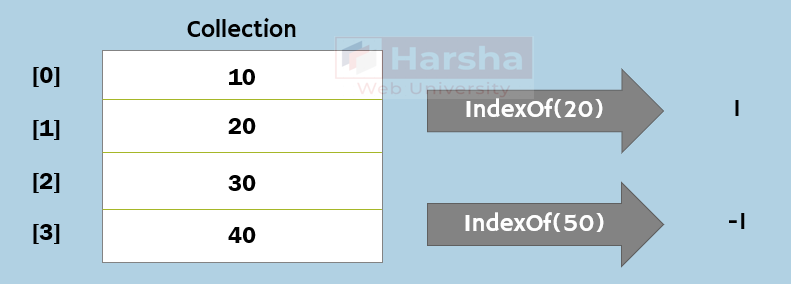 Collection
Harsha
Web University
[0] 10
[1] 20
[2] 30
[3] 40
IndexOf(20) 1
IndexOf(50) -1